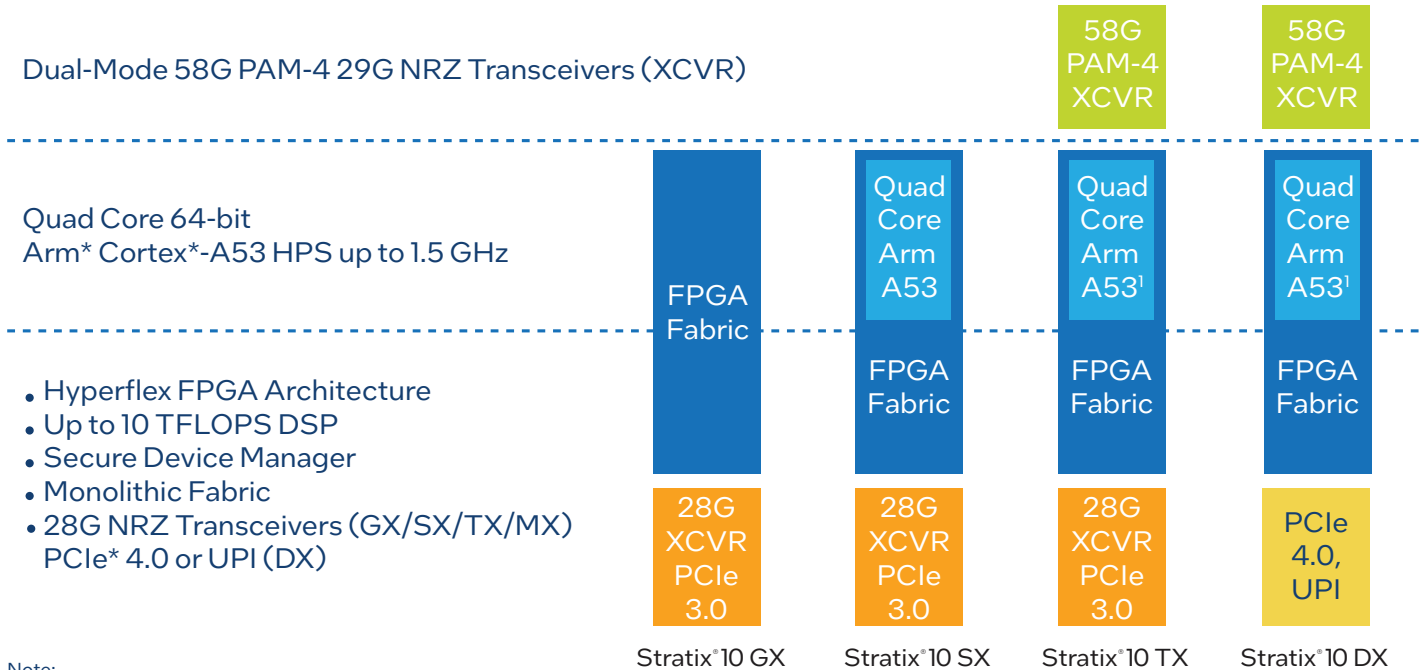 Dual-Mode 58G PAM-4 29G NRZ Transceivers (XCVR)
58G
PAM-4
XCVR
58G
PAM-4
XCVR
Quad Core 64-bit
Arm* Cortex*-A53 HPS up to 1.5 GHz
FPGA
Fabric
Quad
Core
Arm
A53
FPGA
Fabric
Quad
Core
Arm
A53¹
FPGA
Fabric
Quad
Core
Arm
A53¹
FPGA
Fabric
• Hyperflex FPGA Architecture
• Up to 10 TFLOPS DSP
• Secure Device Manager
• Monolithic Fabric
• 28G NRZ Transceivers (GX/SX/TX/MX)
PCIe* 4.0 or UPI (DX)
28G
XCVR
PCIe
3.0
28G
XCVR
PCIe
3.0
28G
XCVR
PCIe
3.0
PCIe
4.0,
UPI
Stratix® 10 GX
Stratix® 10 SX
Stratix® 10 TX
Stratix® 10 DX
Note: